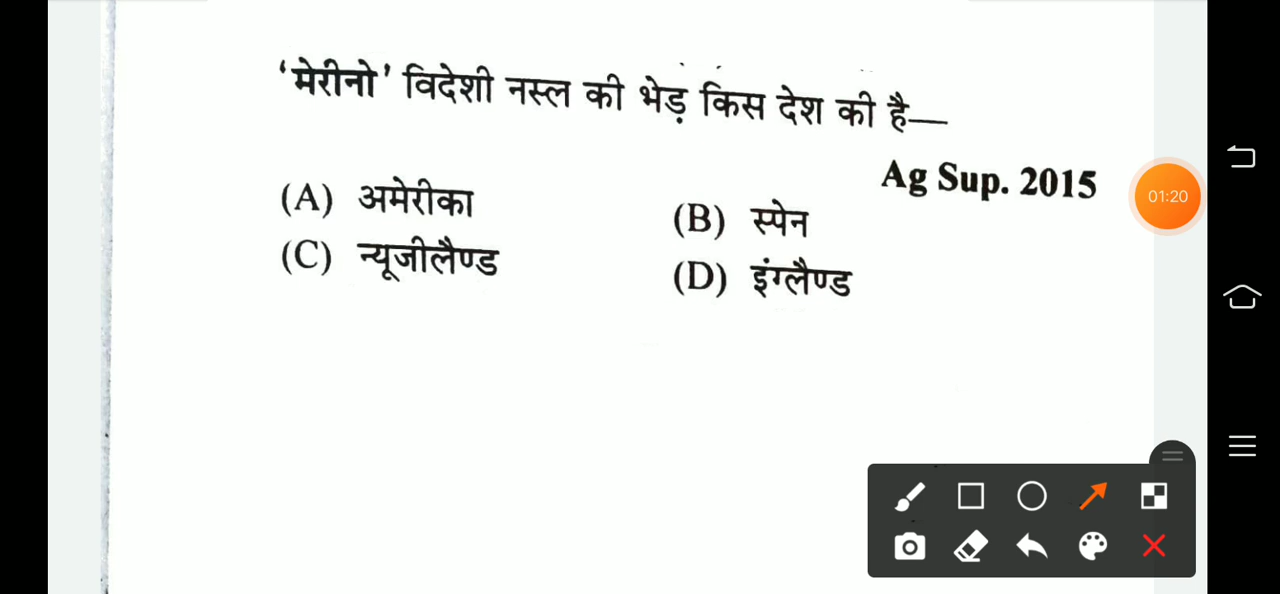 ‘मेरीनो’ विदेशी नस्ल की भेड़ किस देश की है—
Ag Sup. 2015
(A) अमेरीका
(B) स्पेन
(C) न्यूजीलैण्ड
(D) इंग्लैण्ड
01:20